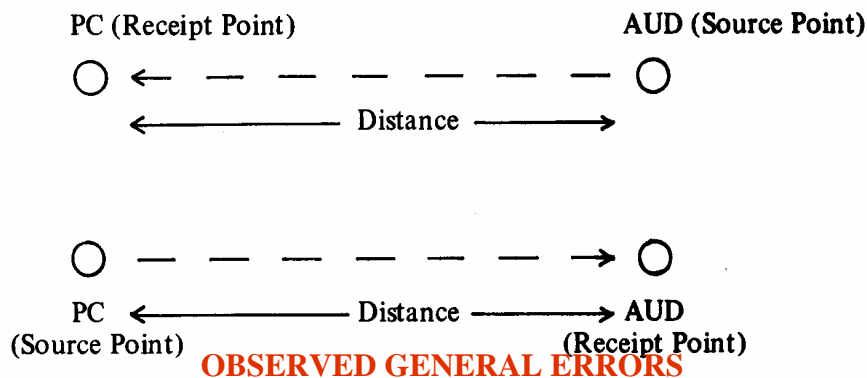 PC (Receipt Point) AUD (Source Point)
Distance
PC Distance AUD
(Source Point) (Receipt Point)
OBSERVED GENERAL ERRORS